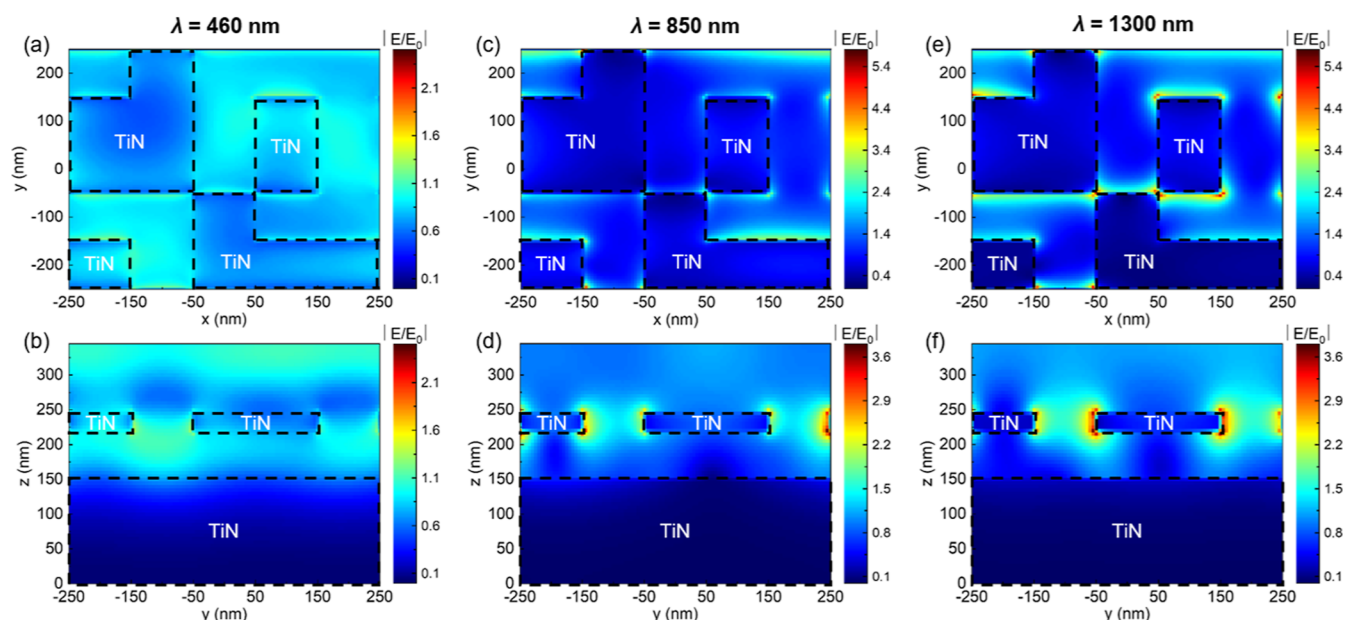 λ = 460 nm
λ = 850 nm
λ = 1300 nm
(a)
| E/E0 |
(c)
| E/E0 |
(e)
| E/E0 |
y (nm)
200
100
0
-100
-200
TiN
TiN
TiN
TiN
2.6
2.1
1.6
1.1
0.6
0.1
y (nm)
200
100
0
-100
-200
TiN
TiN
TiN
TiN
5.4
4.4
3.4
2.4
1.4
0.4
y (nm)
200
100
0
-100
-200
TiN
TiN
TiN
TiN
5.4
4.4
3.4
2.4
1.4
0.4
-250 -150 -50 50 150 250
x (nm)
-250 -150 -50 50 150 250
x (nm)
-250 -150 -50 50 150 250
x (nm)
(b)
| E/E0 |
(d)
| E/E0 |
(f)
| E/E0 |
z (nm)
300
250
200
150
100
50
0
TiN
TiN
TiN
2.1
1.6
1.1
0.6
0.1
z (nm)
300
250
200
150
100
50
0
TiN
TiN
TiN
3.6
2.9
2.2
1.5
0.8
0.1
z (nm)
300
250
200
150
100
50
0
TiN
TiN
TiN
3.6
2.9
2.2
1.5
0.8
0.1
-250 -150 -50 50 150 250
y (nm)
-250 -150 -50 50 150 250
y (nm)
-250 -150 -50 50 150 250
y (nm)